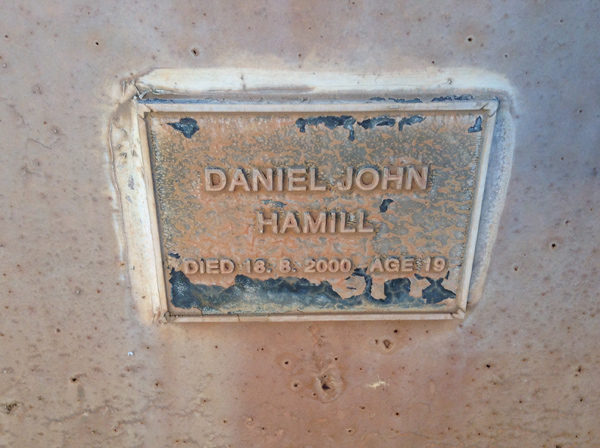 DANIEL JOHN
HAMILL
DIED 18. 8. 2000 AGE 19